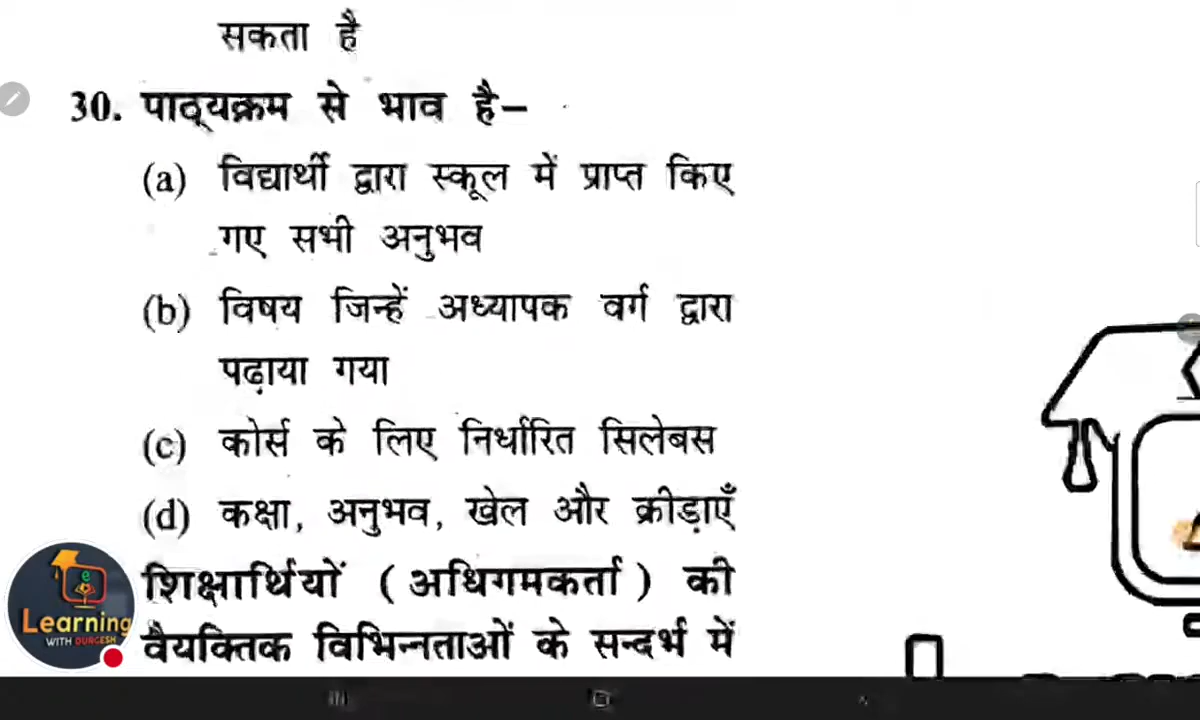 सकता है
30. पाठ्यक्रम से भाव है–
(a) विद्यार्थी द्वारा स्कूल में प्राप्त किए
गए सभी अनुभव
(b) विषय जिन्हें अध्यापक वर्ग द्वारा
पढ़ाया गया
(c) कोर्स के लिए निर्धारित सिलेबस
(d) कक्षा, अनुभव, खेल और क्रीड़ाएँ
शिक्षार्थियों (अधिगमकर्ता) की
वैयक्तिक विभिन्नताओं के सन्दर्भ में
e
Learning
WITH DURGESH